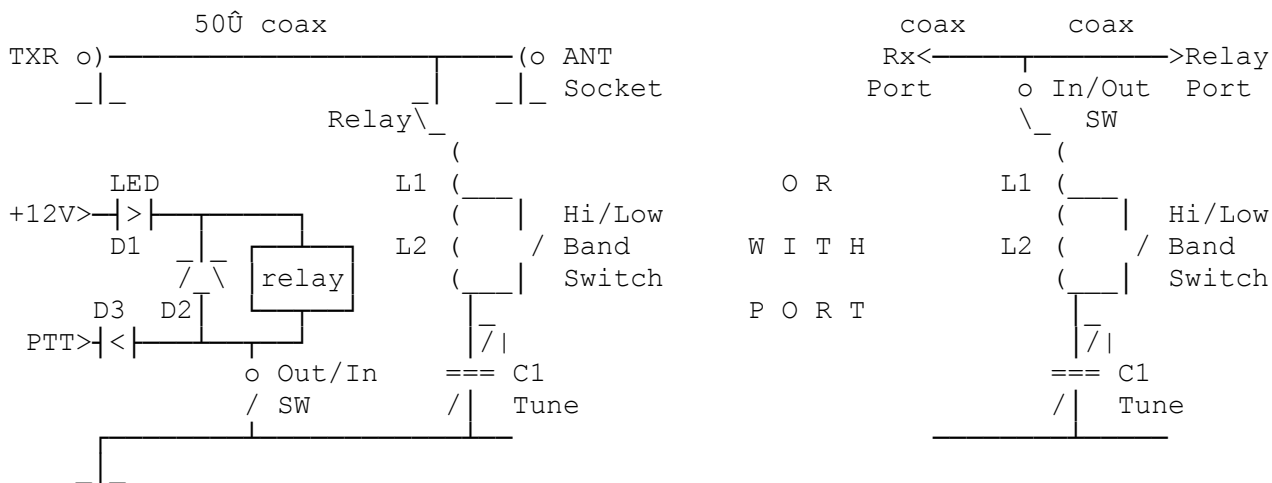 50Û coax coax coax
TXR o) (o ANT Rx< >Relay
Socket Port o In/Out Port
Relay SW
LED L1 O R L1
+12V> > Hi/Low Hi/Low
D1 L2 Band W I T H L2 Band
relay Switch Switch
D3 D2 P O R T
PTT> <
o Out/In === C1 === C1
SW Tune Tune